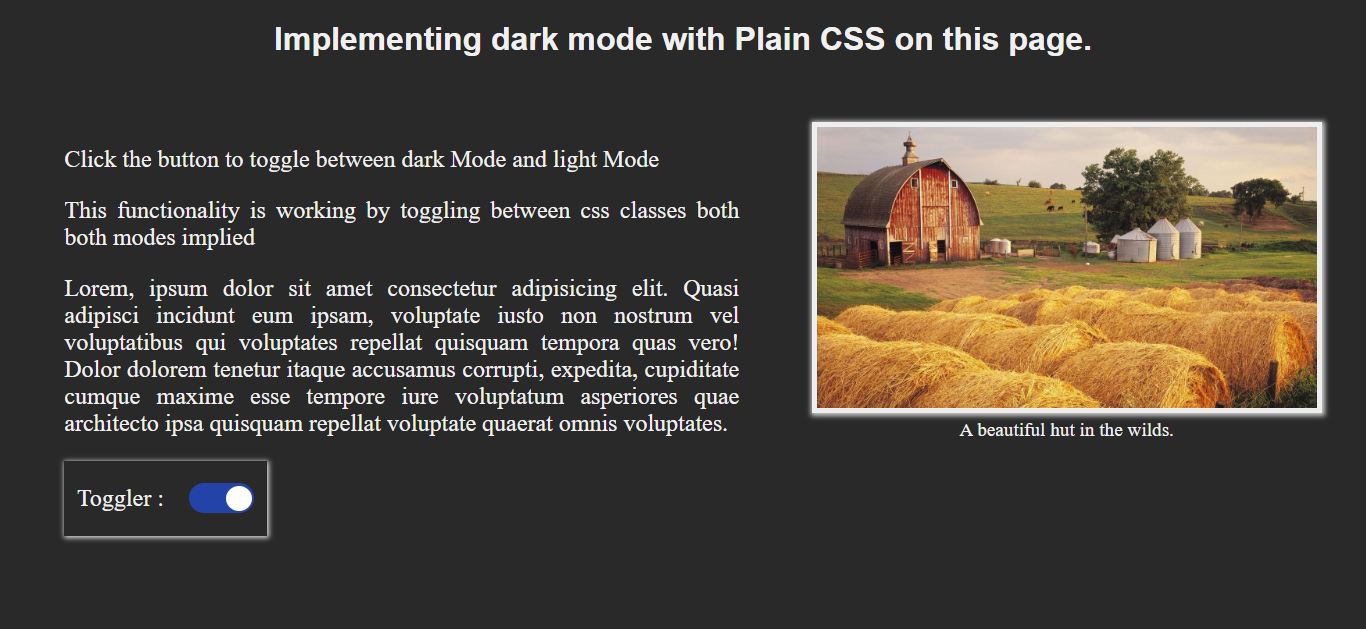 Implementing dark mode with Plain CSS on this page.
Click the button to toggle between dark Mode and light Mode
This functionality is working by toggling between css classes both
both modes implied
Lorem, ipsum dolor sit amet consectetur adipisicing elit. Quasi
adipisci incidunt eum ipsam, voluptate iusto non nostrum vel
voluptatibus qui voluptates repellat quisquam tempora quas vero!
Dolor dolorem tenetur itaque accusamus corrupti, expedita, cupiditate
cumque maxime esse tempore iure voluptatum asperiores quae
architecto ipsa quisquam repellat voluptate quaerat omnis voluptates.
Toggler :
A beautiful hut in the wilds.